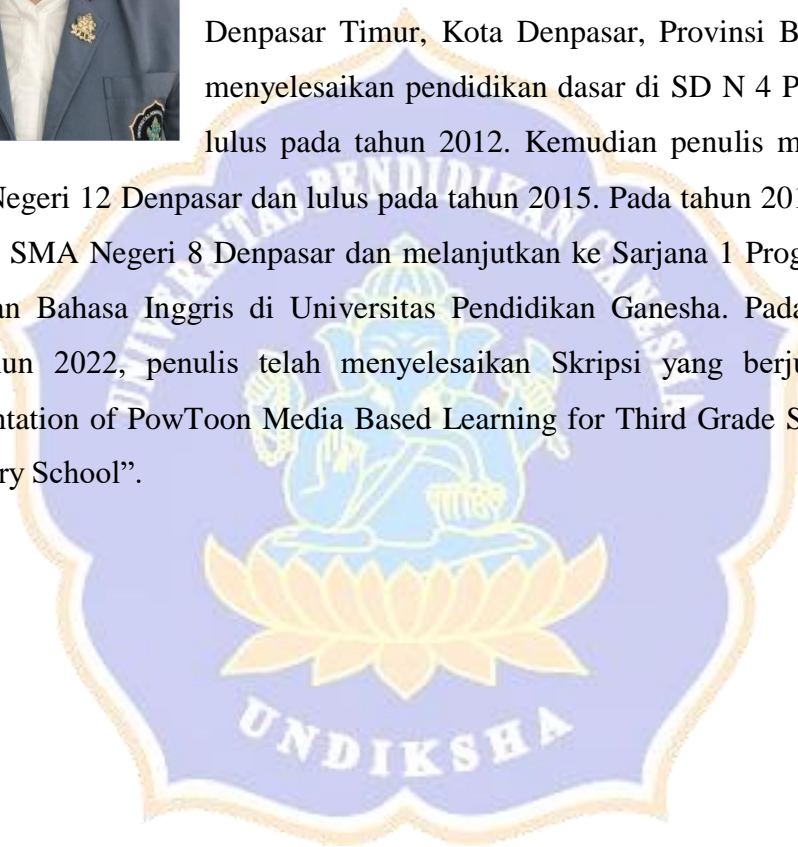 Denpasar Timur, Kota Denpasar, Provinsi B
menyelesaikan pendidikan dasar di SD N 4 P
lulus pada tahun 2012. Kemudian penulis m
Negeri 12 Denpasar dan lulus pada tahun 2015. Pada tahun 201
SMA Negeri 8 Denpasar dan melanjutkan ke Sarjana 1 Prog
an Bahasa Inggris di Universitas Pendidikan Ganesha. Pada
un 2022, penulis telah menyelesaikan Skripsi yang berju
ntation of PowToon Media Based Learning for Third Grade S
ry School”.
UNIVERSITAS PENDIDIKAN GANESHA
UNDIKSHA